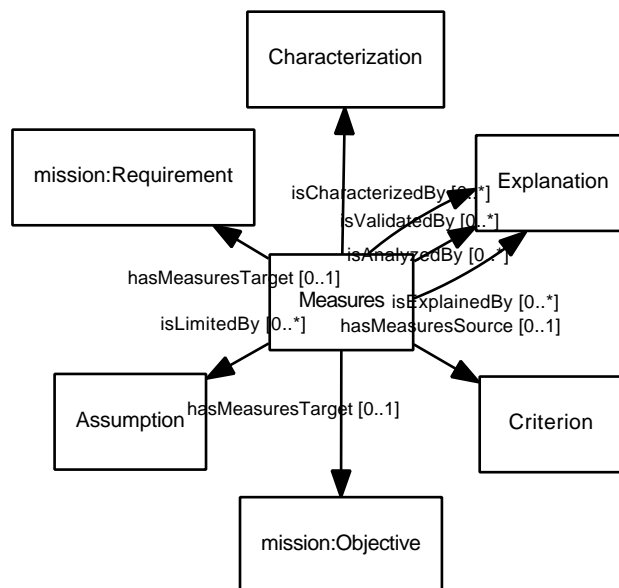 Characterization
mission:Requirement
Explanation
isCharacterizedBy [0..*]
isValidatedBy [0..*]
isAnalyzedBy [0..*]
hasMeasuresTarget [0..1]
Measures
isExplainedBy [0..*]
isLimitedBy [0..*]
hasMeasuresSource [0..1]
Assumption
hasMeasuresTarget [0..1]
Criterion
mission:Objective